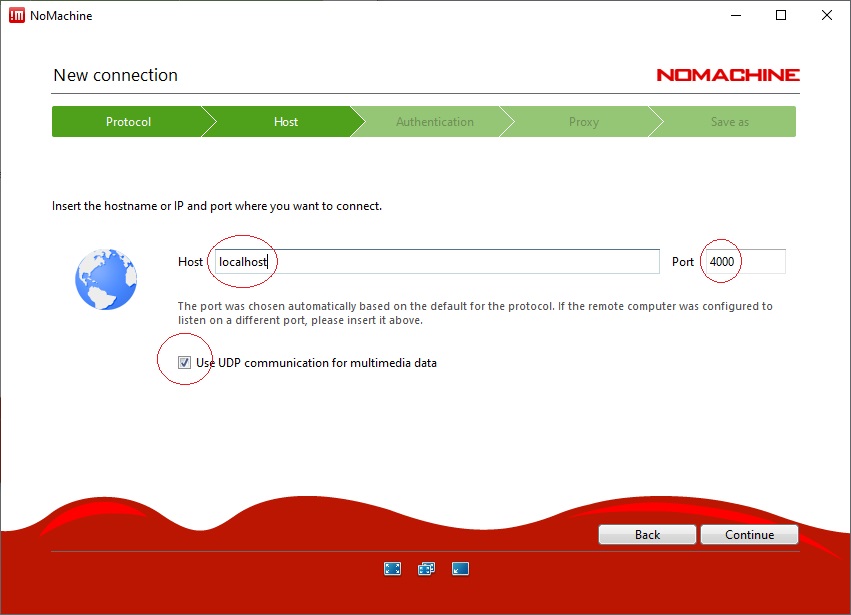 !M NoMachine
New connection
NOMACHINE
Protocol
Host
Authentication
Proxy
Save as
Insert the hostname or IP and port where you want to connect.
Host localhost Port 4000
The port was chosen automatically based on the default for the protocol. If the remote computer was configured to
listen on a different port, please insert it above.
Use UDP communication for multimedia data
Back Continue